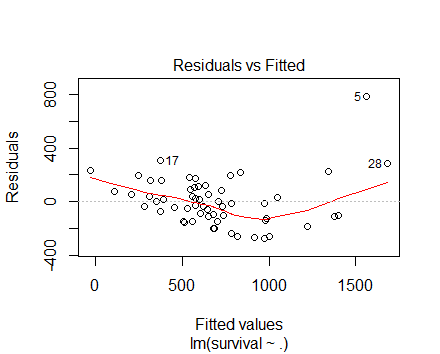 Residuals vs Fitted
Residuals
800
400
0
-400
5
17
28
0
500
1000
1500
Fitted values
lm(survival ~ .)